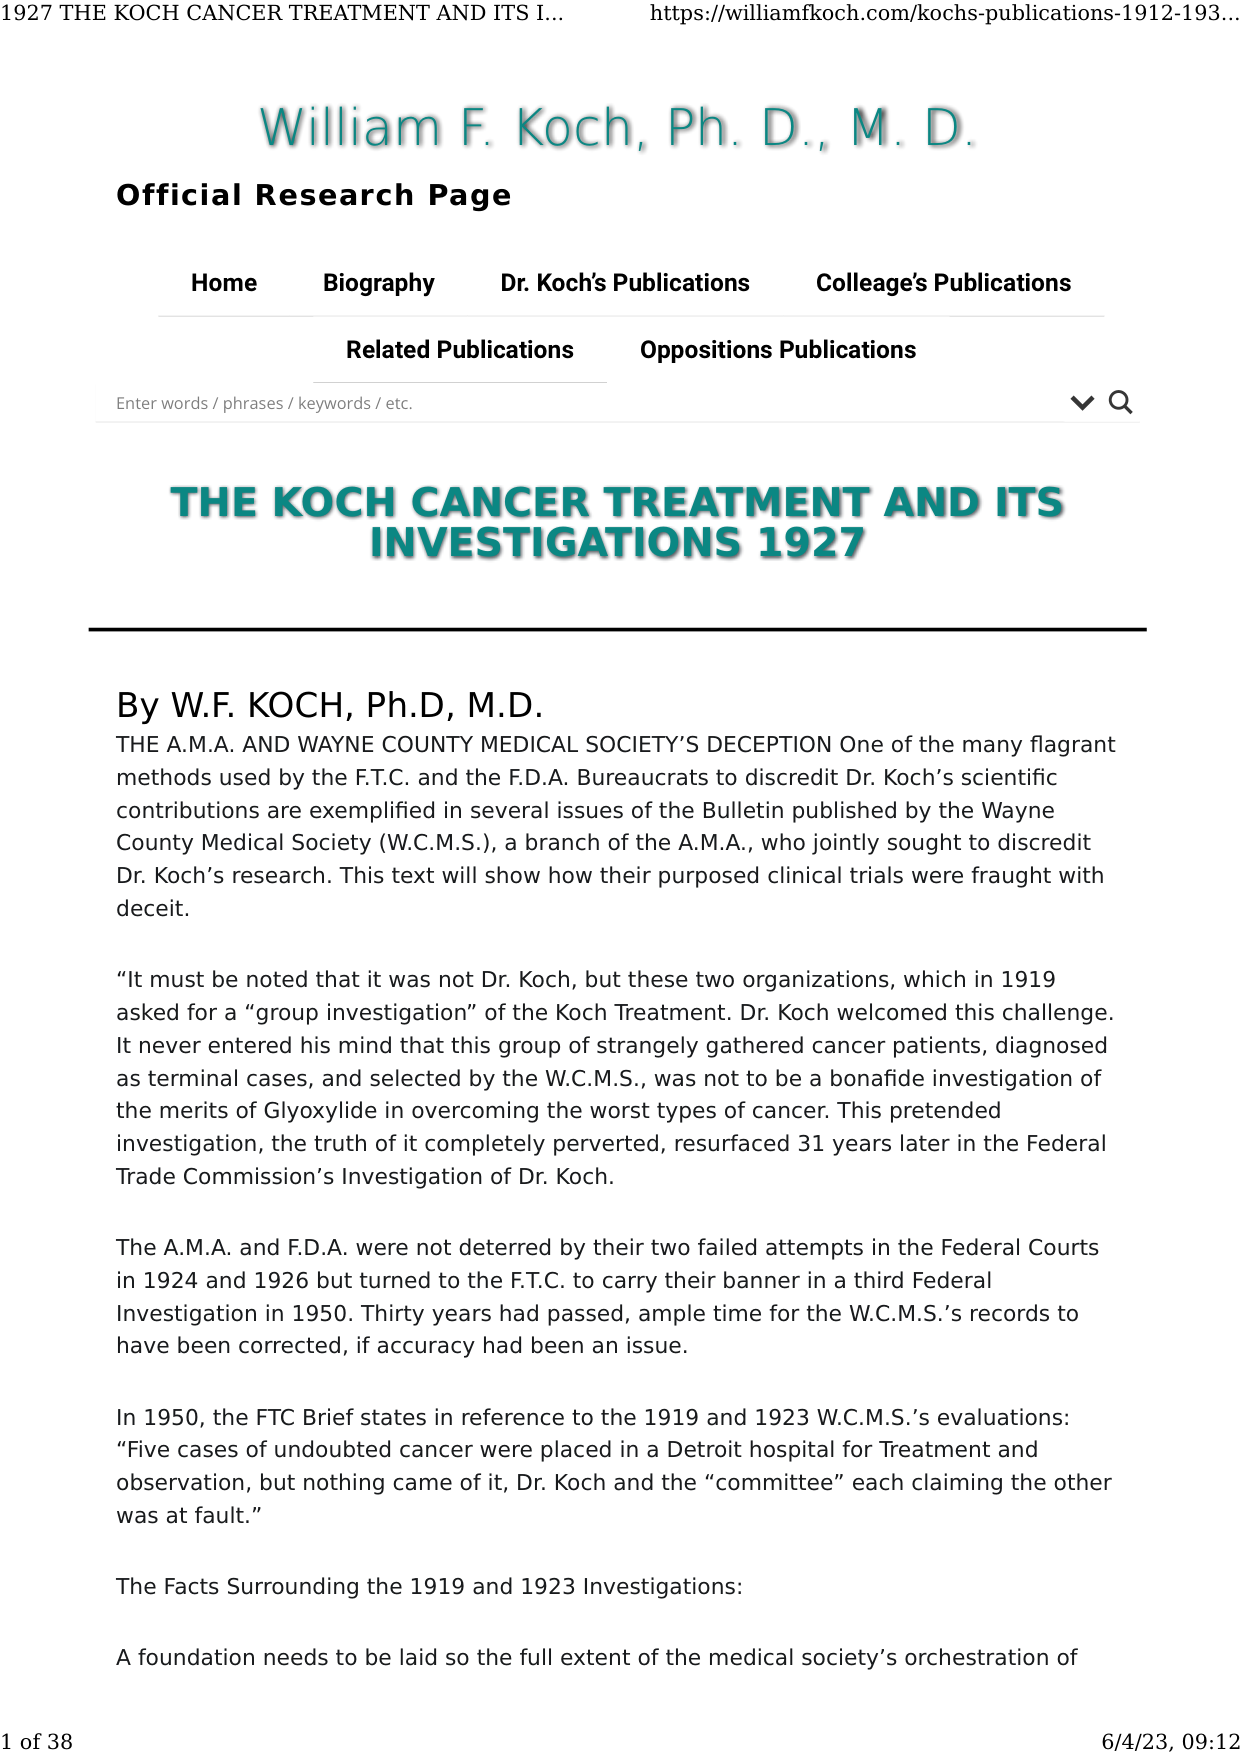 1927 THE KOCH CANCER TREATMENT AND ITS I...
https://williamfkoch.com/kochs-publications-1912-193...
William F. Koch, Ph. D., M. D.
Official Research Page
Home Biography Dr. Koch’s Publications Colleage’s Publications
Related Publications Oppositions Publications
Enter words / phrases / keywords / etc.
THE KOCH CANCER TREATMENT AND ITS
INVESTIGATIONS 1927
By W.F. KOCH, Ph.D, M.D.
THE A.M.A. AND WAYNE COUNTY MEDICAL SOCIETY’S DECEPTION One of the many flagrant
methods used by the F.T.C. and the F.D.A. Bureaucrats to discredit Dr. Koch’s scientific
contributions are exemplified in several issues of the Bulletin published by the Wayne
County Medical Society (W.C.M.S.), a branch of the A.M.A., who jointly sought to discredit
Dr. Koch’s research. This text will show how their purposed clinical trials were fraught with
deceit.
“It must be noted that it was not Dr. Koch, but these two organizations, which in 1919
asked for a “group investigation” of the Koch Treatment. Dr. Koch welcomed this challenge.
It never entered his mind that this group of strangely gathered cancer patients, diagnosed
as terminal cases, and selected by the W.C.M.S., was not to be a bonafide investigation of
the merits of Glyoxylide in overcoming the worst types of cancer. This pretended
investigation, the truth of it completely perverted, resurfaced 31 years later in the Federal
Trade Commission’s Investigation of Dr. Koch.
The A.M.A. and F.D.A. were not deterred by their two failed attempts in the Federal Courts
in 1924 and 1926 but turned to the F.T.C. to carry their banner in a third Federal
Investigation in 1950. Thirty years had passed, ample time for the W.C.M.S.’s records to
have been corrected, if accuracy had been an issue.
In 1950, the FTC Brief states in reference to the 1919 and 1923 W.C.M.S.’s evaluations:
“Five cases of undoubted cancer were placed in a Detroit hospital for Treatment and
observation, but nothing came of it, Dr. Koch and the “committee” each claiming the other
was at fault.”
The Facts Surrounding the 1919 and 1923 Investigations:
A foundation needs to be laid so the full extent of the medical society’s orchestration of
1 of 38
6/4/23, 09:12